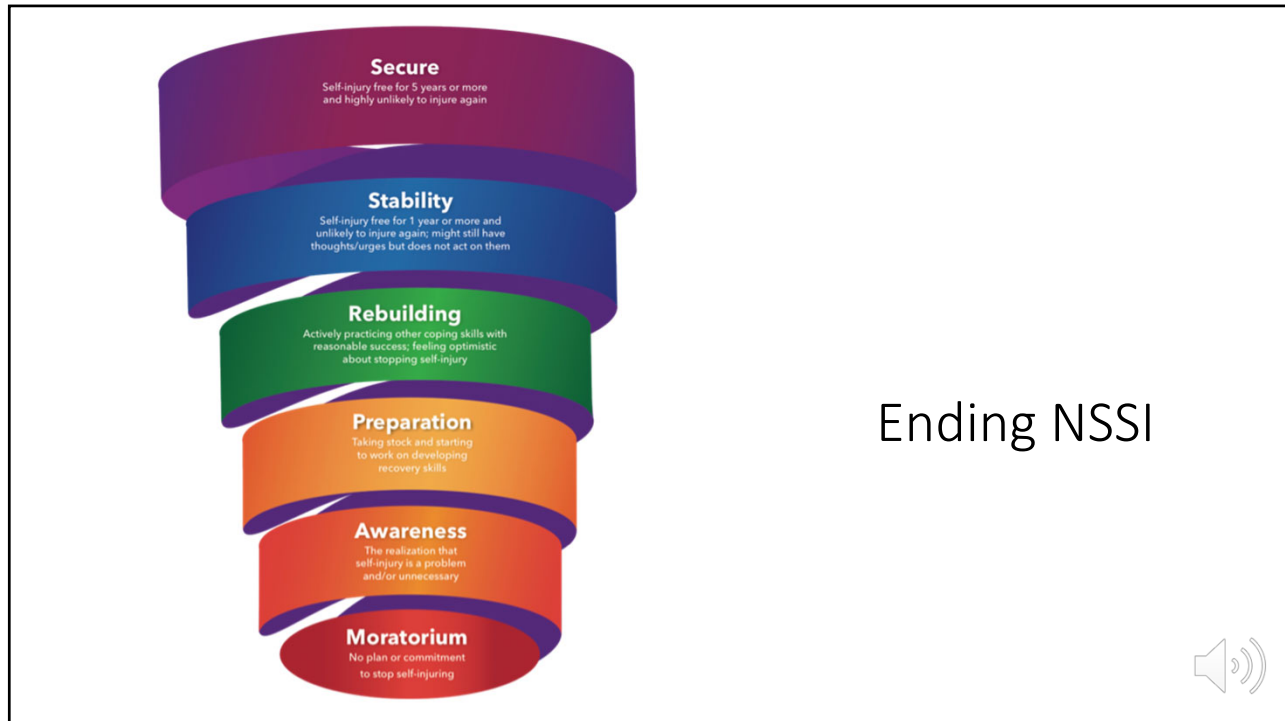 Secure
Self-injury free for 5 years or more
and highly unlikely to injure again
Stability
Self-injury free for 1 year or more and
unlikely to injure again; might still have
thoughts/urges but does not act on them
Rebuilding
Actively practicing other coping skills with
reasonable success; feeling optimistic
about stopping self-injury
Preparation
Taking stock and starting
to work on developing
recovery skills
Awareness
The realization that
self-injury is a problem
and/or unnecessary
Moratorium
No plan or commitment
to stop self-injuring
Ending NSSI